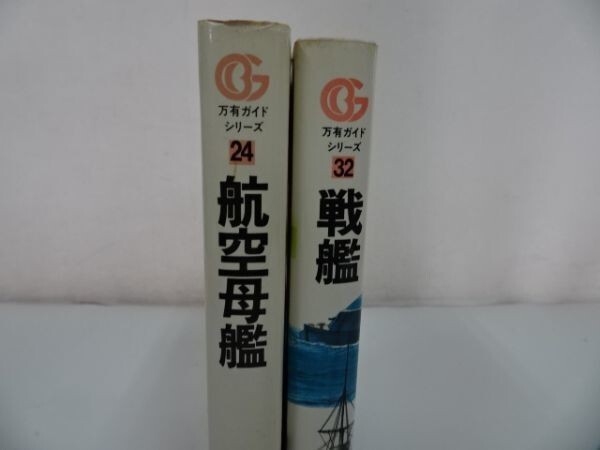 万有ガイド
シリーズ
24
航空母艦
万有ガイド
シリーズ
32
戦艦